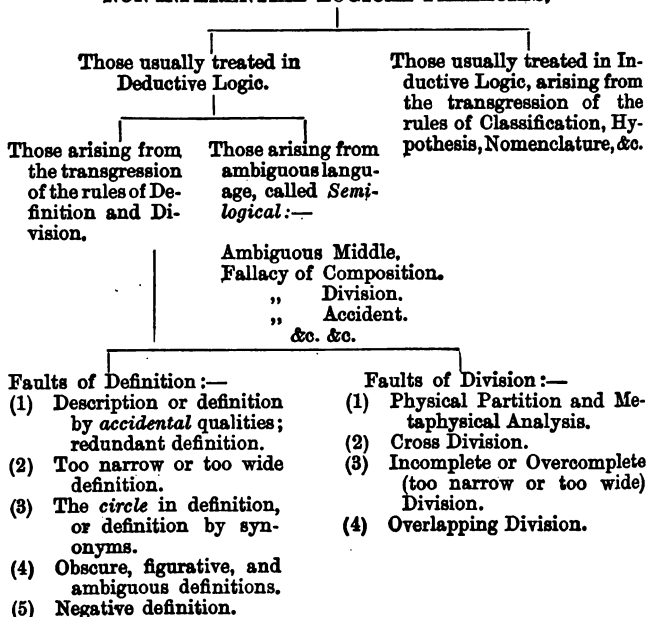 Those usually treated in
Deductive Logic.
Those usually treated in In-
ductive Logic, arising from
the transgression of the
rules of Classification, Hy-
pothesis, Nomenclature, &c.
Those arising from
the transgression
of the rules of De-
finition and Di-
vision.
Those arising from
ambiguous langu-
age, called Semi-
logical:—
Ambiguous Middle.
Fallacy of Composition.
„ Division.
„ Accident.
&c. &c.
Faults of Definition:—
(1) Description or definition
by accidental qualities;
redundant definition.
(2) Too narrow or too wide
definition.
(3) The circle in definition,
or definition by syn-
onyms.
(4) Obscure, figurative, and
ambiguous definitions.
(5) Negative definition.
Faults of Division:—
(1) Physical Partition and Me-
taphysical Analysis.
(2) Cross Division.
(3) Incomplete or Overcomplete
(too narrow or too wide)
Division.
(4) Overlapping Division.